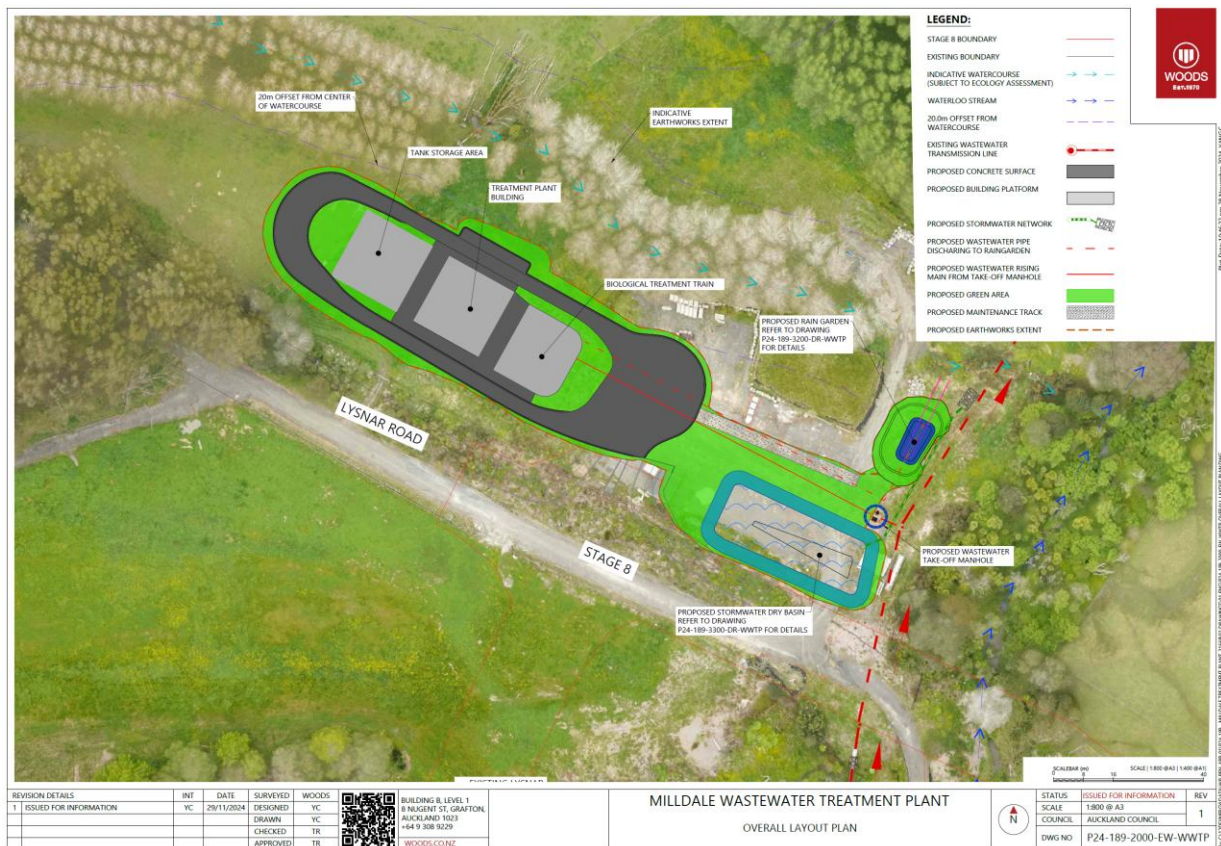 LEGEND:
STAGE 8 BOUNDARY
EXISTING BOUNDARY
INDICATIVE WATERCOURSE
(SUBJECT TO ECOLOGY ASSESSMENT)
WATERLOO STREAM
20.0m OFFSET FROM
WATERCOURSE
EXISTING WASTEWATER
TRANSMISSION LINE
PROPOSED CONCRETE SURFACE
PROPOSED BUILDING PLATFORM
PROPOSED STORMWATER NETWORK
PROPOSED WASTEWATER PIPE
DISCHARING TO RAINGARDEN
PROPOSED WASTEWATER RISING
MAIN FROM TAKE-OFF MANHOLE
PROPOSED GREEN AREA
PROPOSED MAINTENANCE TRACK
PROPOSED EARTHWORKS EXTENT
WOODS
Est.1970
20m OFFSET FROM CENTER
OF WATERCOURSE
TANK STORAGE AREA
TREATMENT PLANT
BUILDING
INDICATIVE
EARTHWORKS EXTENT
BIOLOGICAL TREATMENT TRAIN
PROPOSED RAIN GARDEN
REFER TO DRAWING
P24-189-3200-DR-WWTP
FOR DETAILS
LYSNAR ROAD
STAGE 8
PROPOSED WASTEWATER
TAKE-OFF MANHOLE
PROPOSED STORMWATER DRY BASIN
REFER TO DRAWING
P24-189-3300-DR-WWTP FOR DETAILS
SCALEBAR (m)
SCALE | 1:800 @A3 | 1:400 @A1|
0 8 16 40
REVISION DETAILS INT DATE
1 ISSUED FOR INFORMATION YC 29/11/2024
SURVEYED WOODS
DESIGNED YC
DRAWN YC
CHECKED TR
APPROVED TR
BUILDING B, LEVEL 1
8 NUGENT ST, GRAFTON,
AUCKLAND 1023
+64 9 308 9229
WOODS.CO.NZ
MILLDALE WASTEWATER TREATMENT PLANT
OVERALL LAYOUT PLAN
N
STATUS ISSUED FOR INFORMATION REV
SCALE 1:800 @ A3 1
COUNCIL AUCKLAND COUNCIL
DWG NO P24-189-2000-EW-WWTP